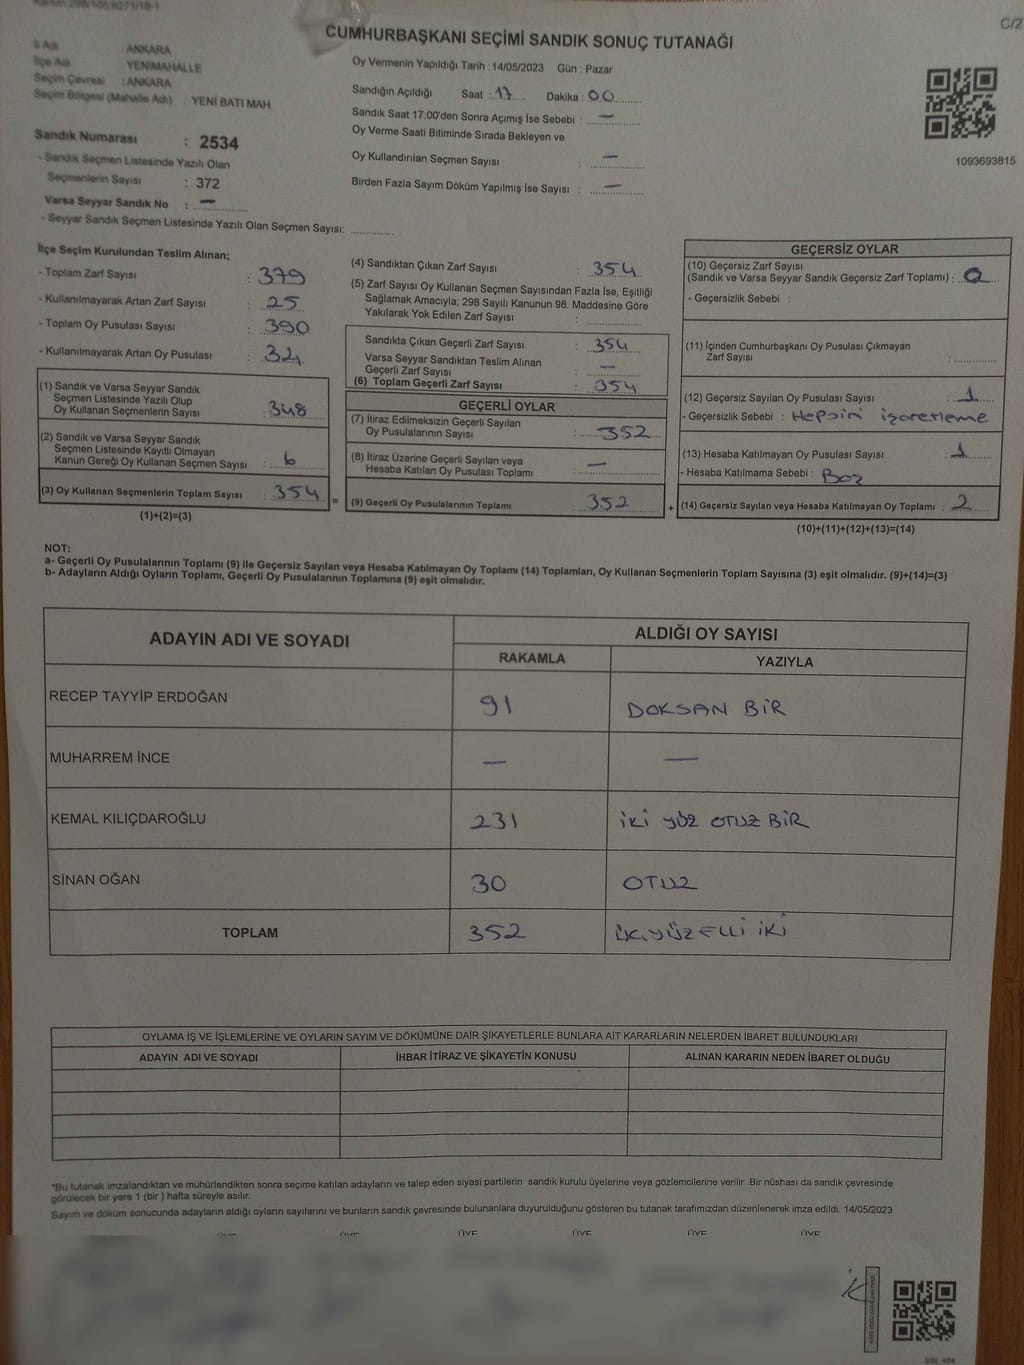 C/2
CUMHURBAŞKANI SEÇİMİ SANDIK SONUÇ TUTANAĞI
İl Adı : ANKARA
İlçe Adı : YENİMAHALLE
Seçim Çevresi : ANKARA
Seçim Bölgesi (Mahalle Adı) : YENİ BATI MAH.
Sandık Numarası : 2534
- Sandık Seçmen Listesinde Yazılı Olan
Seçmenlerin Sayısı : 372
Varsa Seyyar Sandık No : —
- Seyyar Sandık Seçmen Listesinde Yazılı Olan Seçmen Sayısı: ............
Oy Vermenin Yapıldığı Tarih : 14/05/2023 Gün : Pazar
Sandığın Açıldığı Saat : 17 Dakika : 00
Sandık Saat 17:00'den Sonra Açımış İse Sebebi : —
Oy Verme Saati Bitiminde Sırada Bekleyen ve
Oy Kullandırılan Seçmen Sayısı : —
Birden Fazla Sayım Döküm Yapılmış İse Sayısı : —
1093693815
İlçe Seçim Kurulundan Teslim Alınan;
- Toplam Zarf Sayısı : 379
- Kullanılmayarak Artan Zarf Sayısı : 25
- Toplam Oy Pusulası Sayısı : 390
- Kullanılmayarak Artan Oy Pusulası :
(1) Sandık ve Varsa Seyyar Sandık
Seçmen Listesinde Yazılı Olup
Oy Kullanan Seçmenlerin Sayısı : 348
(2) Sandık ve Varsa Seyyar Sandık
Seçmen Listesinde Kayıtlı Olmayan
Kanun Gereği Oy Kullanan Seçmen Sayısı : 6
(3) Oy Kullanan Seçmenlerin Toplam Sayısı : 354 =
(1)+(2)=(3)
(4) Sandıktan Çıkan Zarf Sayısı : 354
(5) Zarf Sayısı Oy Kullanan Seçmen Sayısından Fazla İse, Eşitliği
Sağlamak Amacıyla; 298 Sayılı Kanunun 98. Maddesine Göre
Yakılarak Yok Edilen Zarf Sayısı : ............
Sandıkta Çıkan Geçerli Zarf Sayısı : 354
Varsa Seyyar Sandıktan Teslim Alınan
Geçerli Zarf Sayısı : —
(6) Toplam Geçerli Zarf Sayısı : 354
GEÇERLİ OYLAR
(7) İtiraz Edilmeksizin Geçerli Sayılan
Oy Pusulalarının Sayısı : 352
(8) İtiraz Üzerine Geçerli Sayılan veya
Hesaba Katılan Oy Pusulası Toplamı : —
(9) Geçerli Oy Pusulalarının Toplamı : 352 +
GEÇERSİZ OYLAR
(10) Geçersiz Zarf Sayısı
(Sandık ve Varsa Seyyar Sandık Geçersiz Zarf Toplamı) : 0
- Geçersizlik Sebebi :
(11) İçinden Cumhurbaşkanı Oy Pusulası Çıkmayan
Zarf Sayısı : ............
(12) Geçersiz Sayılan Oy Pusulası Sayısı : 1
- Geçersizlik Sebebi : Hepsini işaretleme
(13) Hesaba Katılmayan Oy Pusulası Sayısı : 1
- Hesaba Katılmama Sebebi : Boş
(14) Geçersiz Sayılan veya Hesaba Katılmayan Oy Toplamı : 2
(10)+(11)+(12)+(13)=(14)
NOT:
a- Geçerli Oy Pusulalarının Toplamı (9) ile Geçersiz Sayılan veya Hesaba Katılmayan Oy Toplamı (14) Toplamları, Oy Kullanan Seçmenlerin Toplam Sayısına (3) eşit olmalıdır. (9)+(14)=(3)
b- Adayların Aldığı Oyların Toplamı, Geçerli Oy Pusulalarının Toplamına (9) eşit olmalıdır.
ADAYIN ADI VE SOYADI ALDIĞI OY SAYISI
RAKAMLA YAZIYLA
RECEP TAYYİP ERDOĞAN 91 DOKSAN BİR
MUHARREM İNCE — —
KEMAL KILIÇDAROĞLU 231 İKİ YÜZ OTUZ BİR
SİNAN OĞAN 30 OTUZ
TOPLAM 352 ÜÇYÜZELLİ İKİ
OYLAMA İŞ VE İŞLEMLERİNE VE OYLARIN SAYIM VE DÖKÜMÜNE DAİR ŞİKAYETLERLE BUNLARA AİT KARARLARIN NELERDEN İBARET BULUNDUKLARI
ADAYIN ADI VE SOYADI İHBAR İTİRAZ VE ŞİKAYETİN KONUSU ALINAN KARARIN NEDEN İBARET OLDUĞU
*Bu tutanak imzalandıktan ve mühürlendikten sonra seçime katılan adayların ve talep eden siyasi partilerin sandık kurulu üyelerine veya gözlemcilerine verilir .Bir nüshası da sandık çevresinde
görülecek bir yere 1 (bir ) hafta süreyle asılır.
Sayım ve döküm sonucunda adayların aldığı oyların sayılarını ve bunların sandık çevresinde bulunanlara duyurulduğunu gösteren bu tutanak tarafımızdan düzenlenerek imza edildi. 14/05/2023
ÜYE ÜYE ÜYE ÜYE ÜYE